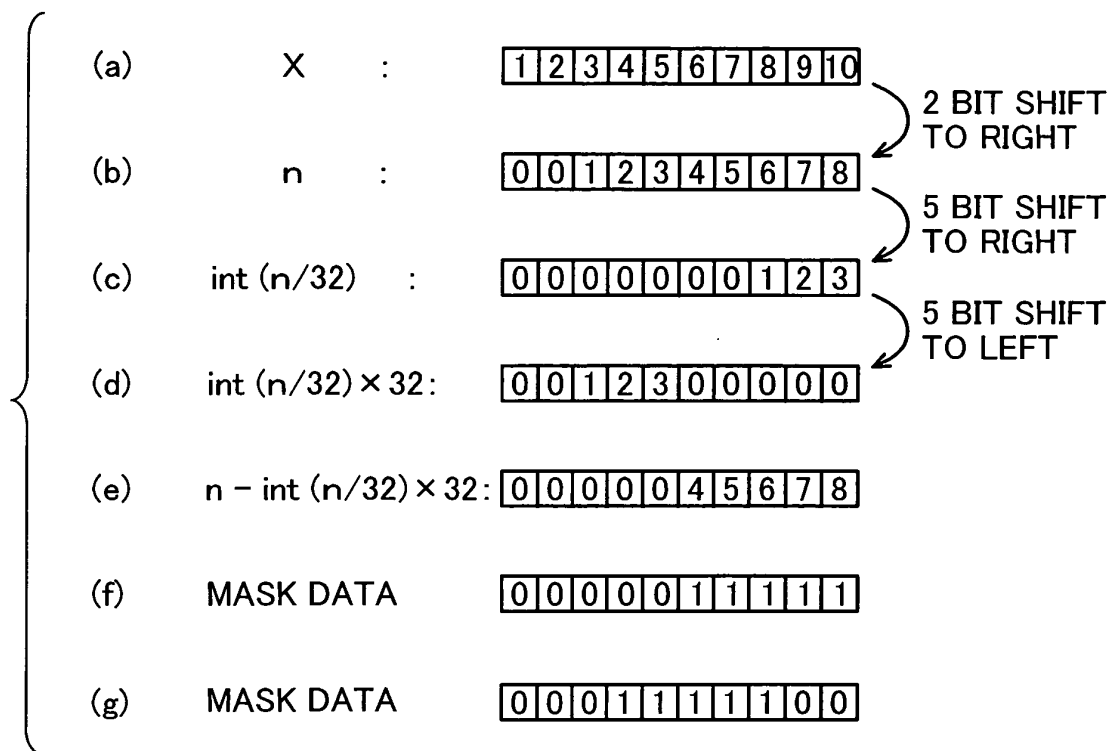 (a) X : 1 2 3 4 5 6 7 8 9 10
2 BIT SHIFT
TO RIGHT
(b) n : 0 0 1 2 3 4 5 6 7 8
5 BIT SHIFT
TO RIGHT
(c) int (n/32) : 0 0 0 0 0 0 0 1 2 3
5 BIT SHIFT
TO LEFT
(d) int (n/32) × 32: 0 0 1 2 3 0 0 0 0 0
(e) n - int (n/32) × 32: 0 0 0 0 0 4 5 6 7 8
(f) MASK DATA 0 0 0 0 0 1 1 1 1 1
(g) MASK DATA 0 0 0 1 1 1 1 1 0 0